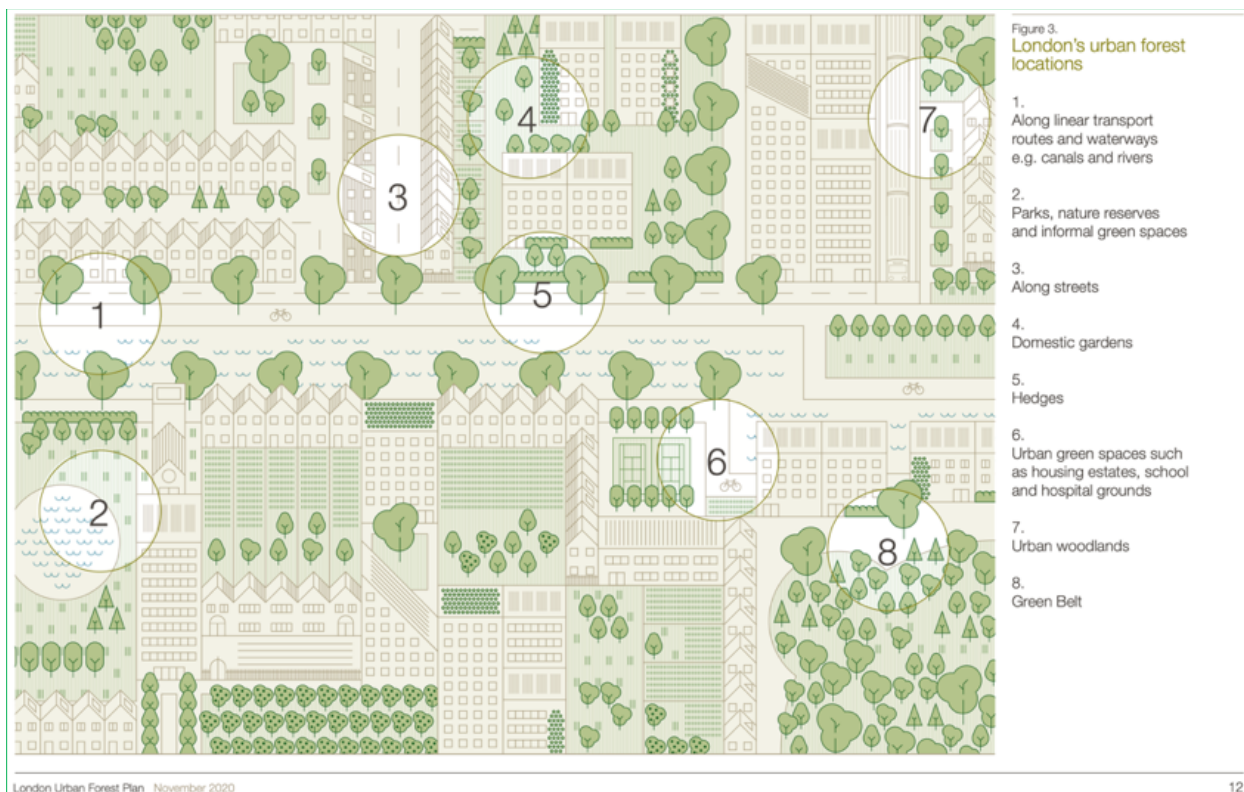 Figure 3.
London's urban forest
locations
1.
Along linear transport
routes and waterways
e.g. canals and rivers
2.
Parks, nature reserves
and informal green spaces
3.
Along streets
4.
Domestic gardens
5.
Hedges
6.
Urban green spaces such
as housing estates, school
and hospital grounds
7.
Urban woodlands
8.
Green Belt
4
7
3
5
1
6
2
8
London Urban Forest Plan November 2020
12